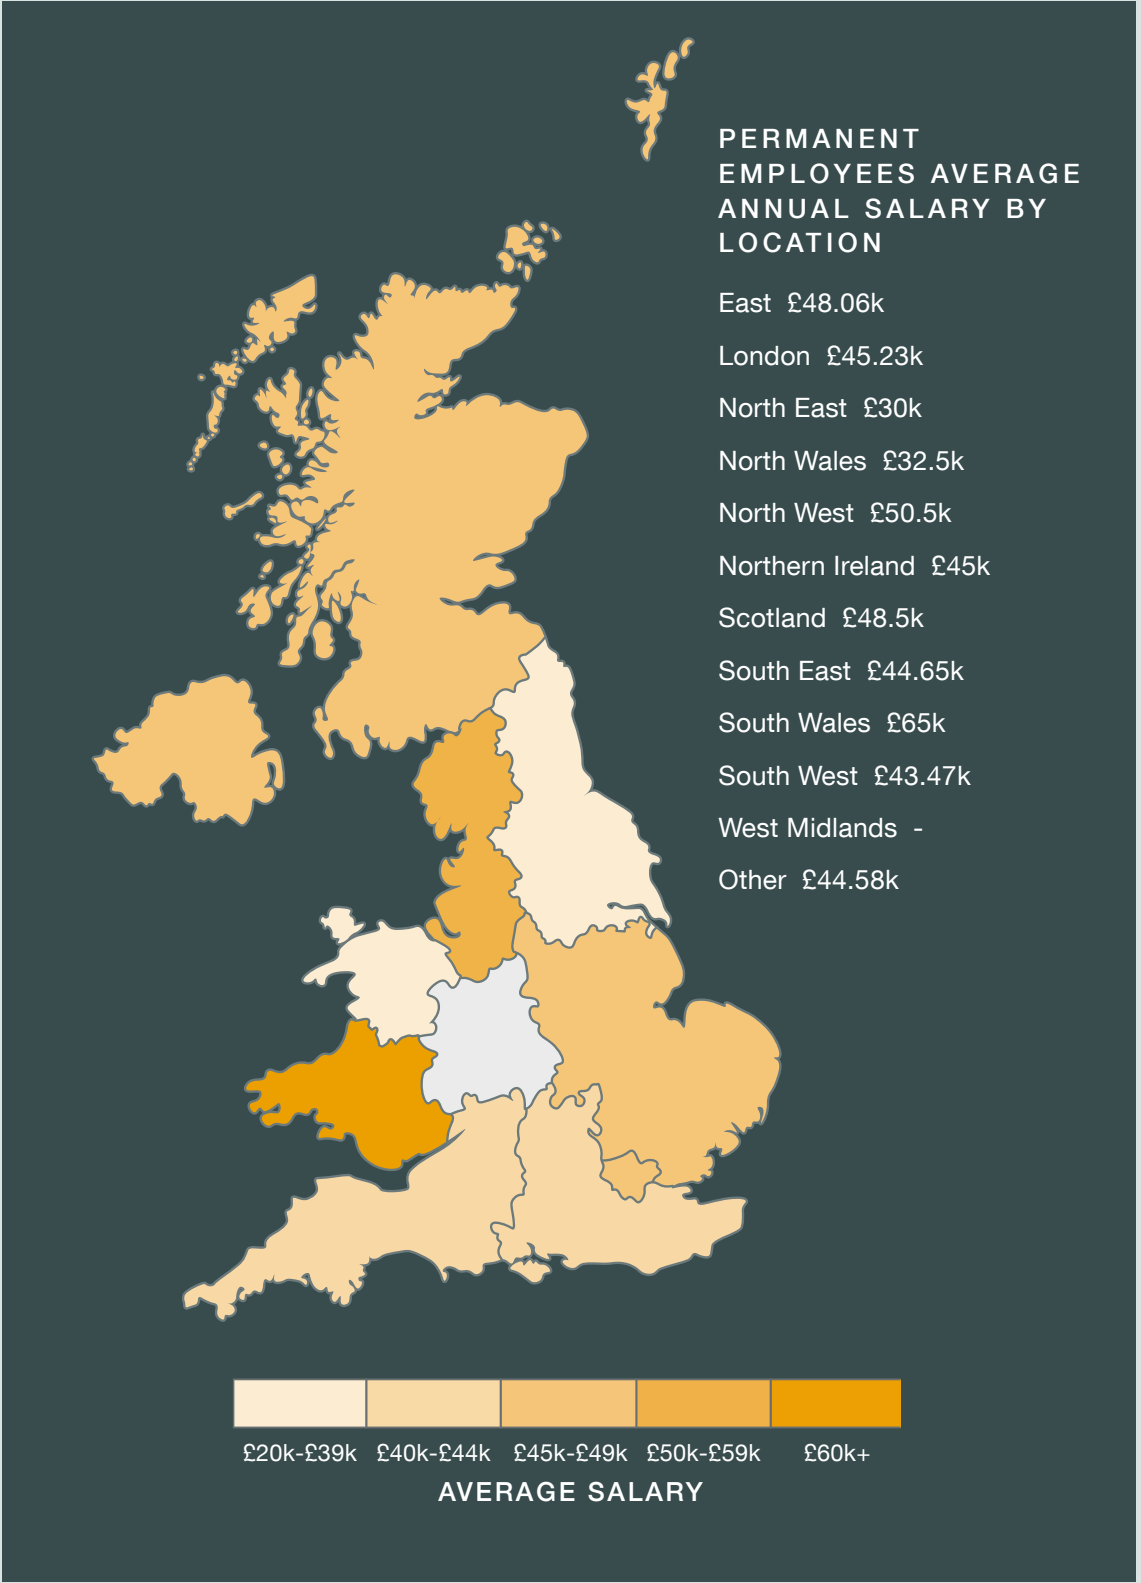 PERMANENT
EMPLOYEES AVERAGE
ANNUAL SALARY BY
LOCATION
East £48.06k
London £45.23k
North East £30k
North Wales £32.5k
North West £50.5k
Northern Ireland £45k
Scotland £48.5k
South East £44.65k
South Wales £65k
South West £43.47k
West Midlands -
Other £44.58k
£20k-£39k £40k-£44k £45k-£49k £50k-£59k £60k+
AVERAGE SALARY